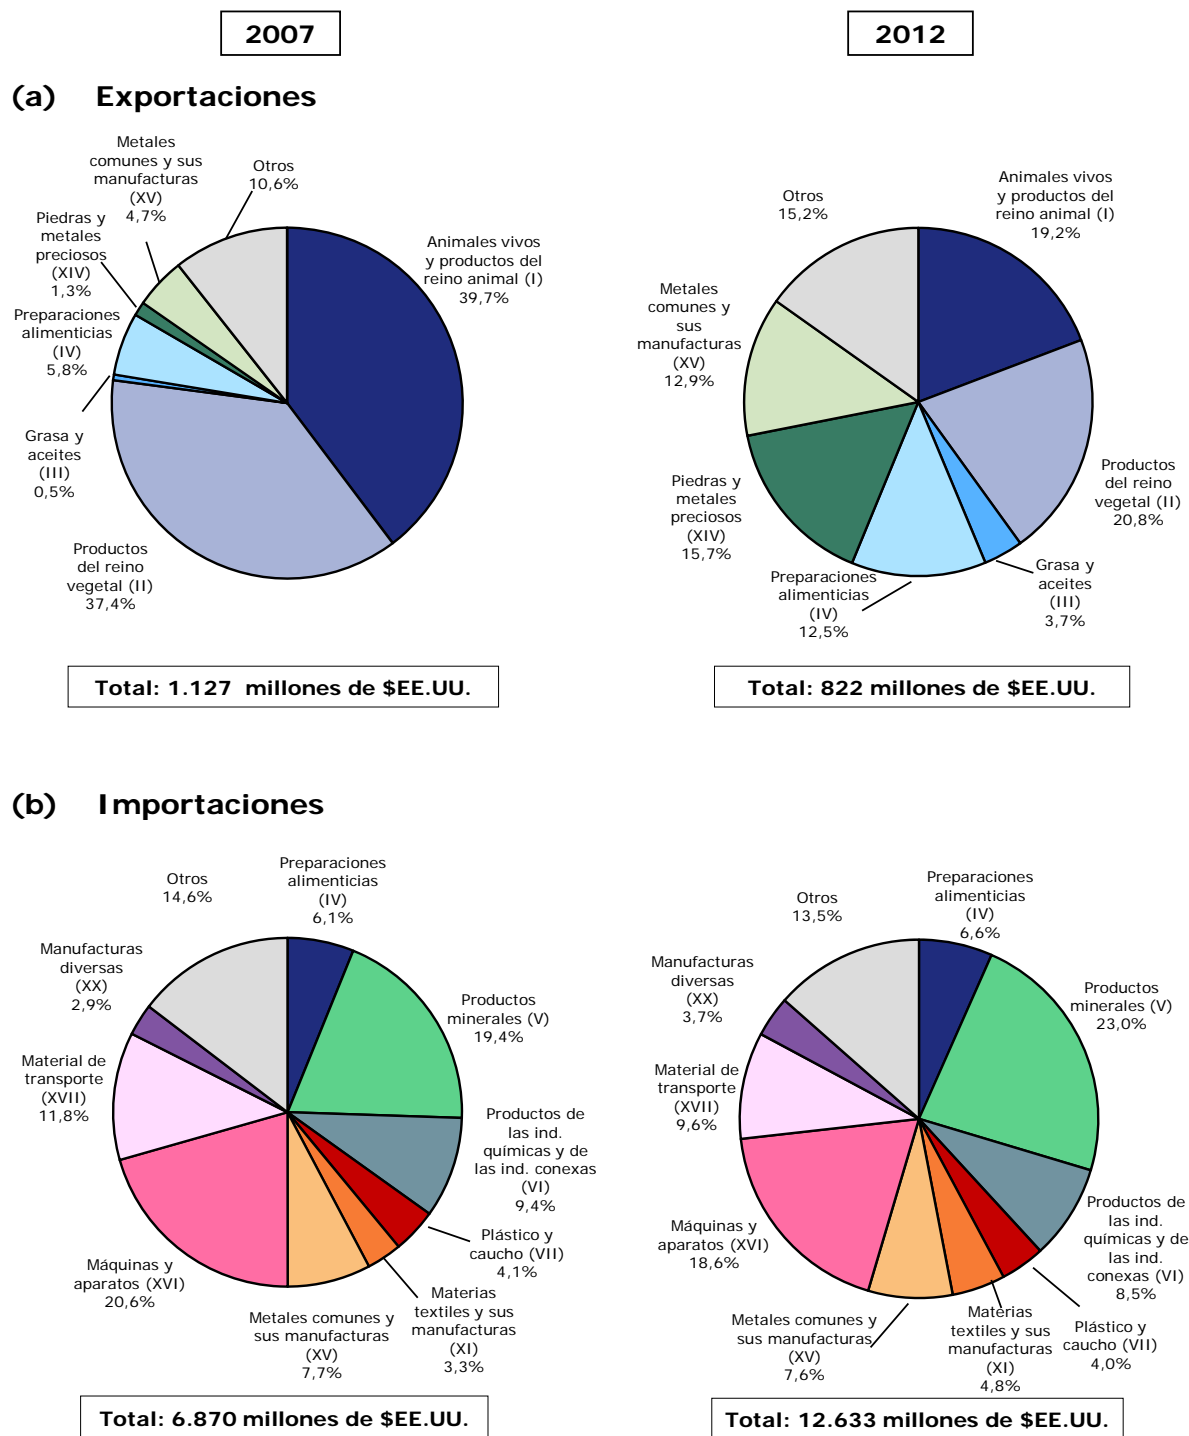 2007
2012
(a) Exportaciones
Metales
comunes y sus
manufacturas
(XV)
4,7%
Otros
10,6%
Piedras y
metales
preciosos
(XIV)
1,3%
Preparaciones
alimenticias
(IV)
5,8%
Grasa y
aceites
(III)
0,5%
Productos
del reino
vegetal (II)
37,4%
Animales vivos
y productos del
reino animal (I)
39,7%
Total: 1.127 millones de $EE.UU.
Otros
15,2%
Animales vivos
y productos del
reino animal (I)
19,2%
Metales
comunes y
sus
manufacturas
(XV)
12,9%
Piedras y
metales
preciosos
(XIV)
15,7%
Preparaciones
alimenticias
(IV)
12,5%
Grasa y
aceites
(III)
3,7%
Productos
del reino
vegetal (II)
20,8%
Total: 822 millones de $EE.UU.
(b) Importaciones
Otros
14,6%
Preparaciones
alimenticias
(IV)
6,1%
Manufacturas
diversas
(XX)
2,9%
Productos
minerales (V)
19,4%
Material de
transporte
(XVII)
11,8%
Productos de
las ind.
químicas y de
las ind. conexas
(VI)
9,4%
Plástico y
caucho (VII)
4,1%
Máquinas y
aparatos (XVI)
20,6%
Materias
textiles y sus
manufacturas
(XI)
3,3%
Metales comunes y
sus manufacturas
(XV)
7,7%
Total: 6.870 millones de $EE.UU.
Otros
13,5%
Preparaciones
alimenticias
(IV)
6,6%
Manufacturas
diversas
(XX)
3,7%
Productos
minerales (V)
23,0%
Material de
transporte
(XVII)
9,6%
Máquinas y
aparatos (XVI)
18,6%
Productos de
las ind.
químicas y de
las ind.
conexas (VI)
8,5%
Metales comunes y
sus manufacturas
(XV)
7,6%
Materias
textiles y sus
manufacturas
(XI)
4,8%
Plástico y
caucho (VII)
4,0%
Total: 12.633 millones de $EE.UU.